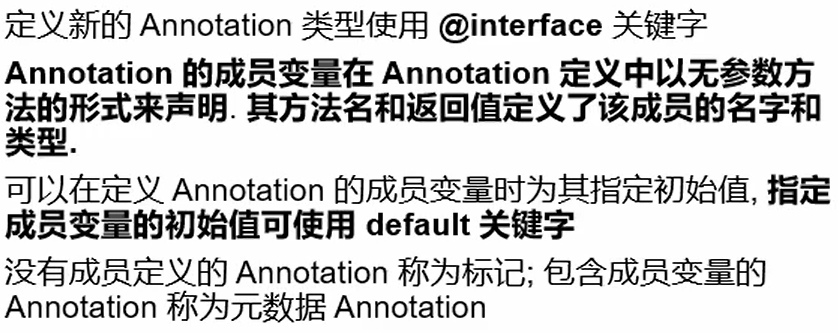 定义新的 Annotation 类型使用 @interface 关键字
Annotation 的成员变量在 Annotation 定义中以无参数方
法的形式来声明. 其方法名和返回值定义了该成员的名字和
类型.
可以在定义 Annotation 的成员变量时为其指定初始值, 指定
成员变量的初始值可使用 default 关键字
没有成员定义的 Annotation 称为标记; 包含成员变量的
Annotation 称为元数据 Annotation